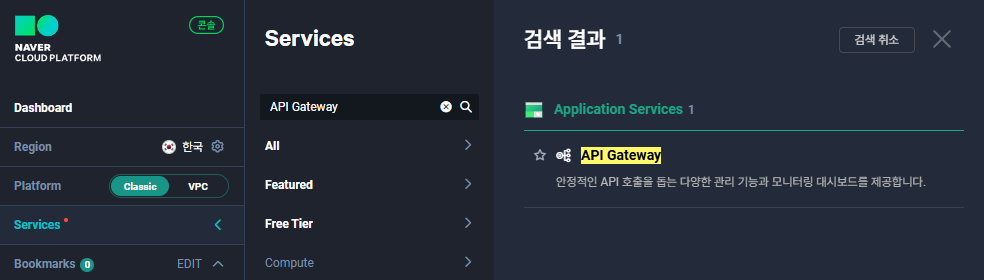 NAVER
CLOUD PLATFORM
콘솔
Dashboard
Region 한국
Platform Classic VPC
Services
Bookmarks 0 EDIT
Services
API Gateway
All
Featured
Free Tier
Compute
검색 결과 1
검색 취소
Application Services 1
API Gateway
안정적인 API 호출을 돕는 다양한 관리 기능과 모니터링 대시보드를 제공합니다.